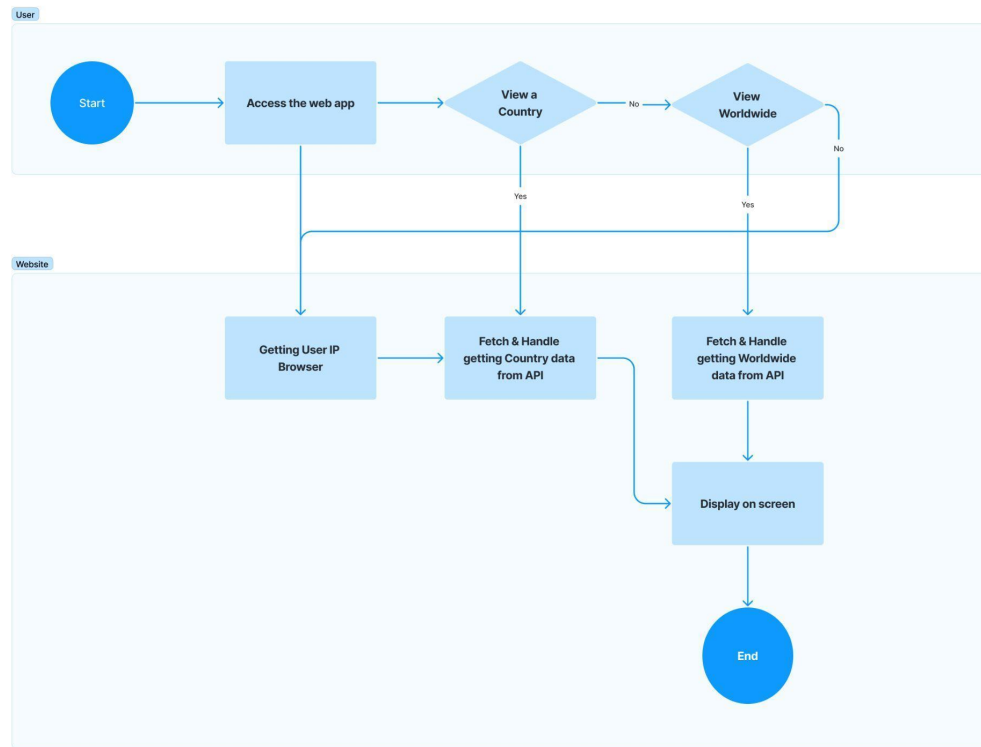 User
Start
Access the web app
View a
Country
No
View
Worldwide
No
Yes
Yes
Website
Getting User IP
Browser
Fetch & Handle
getting Country data
from API
Fetch & Handle
getting Worldwide
data from API
Display on screen
End